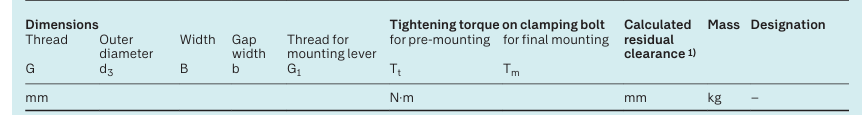 Dimensions Tightening torque on clamping bolt Calculated Mass Designation
Thread Outer Width Gap Thread for for pre-mounting for final mounting residual
diameter width mounting lever clearance 1)
G d3 B b G1 Tt Tm
mm N·m mm kg –